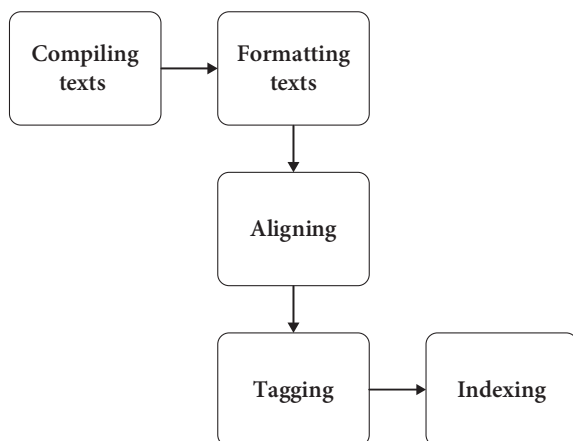 Compiling
texts
Formatting
texts
Aligning
Tagging
Indexing